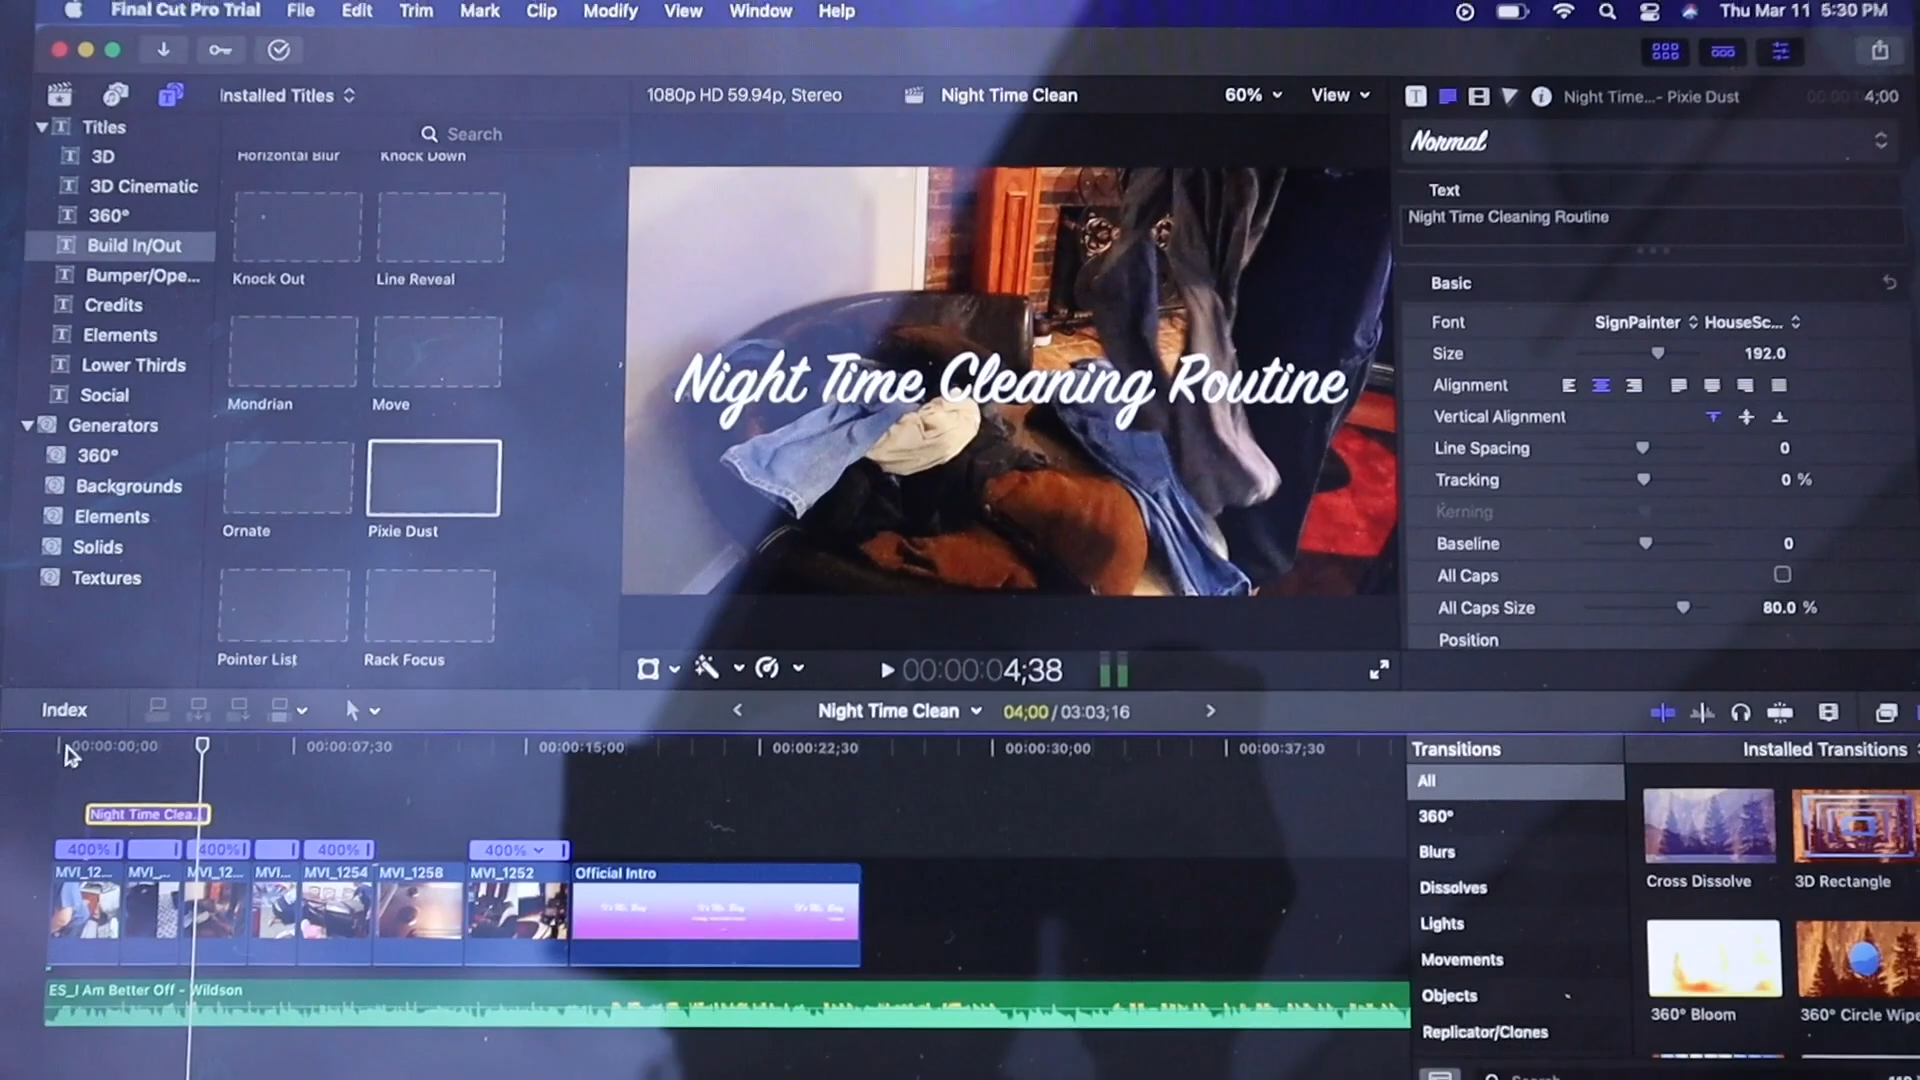 Final Cut Pro Trial File Edit Trim Mark Clip Modify View Window Help Thu Mar 11 5:30 PM
Installed Titles
1080p HD 59.94p, Stereo Night Time Clean 60% View
Night Time...- Pixie Dust 4;00
Titles
3D
3D Cinematic
360°
Build In/Out
Bumper/Ope...
Credits
Elements
Lower Thirds
Social
Generators
360°
Backgrounds
Elements
Solids
Textures
Search
Horizontal Blur Knock Down
Knock Out Line Reveal
Mondrian Move
Ornate Pixie Dust
Pointer List Rack Focus
Night Time Cleaning Routine
Normal
Text
Night Time Cleaning Routine
Basic
Font SignPainter HouseSc...
Size 192.0
Alignment
Vertical Alignment
Line Spacing 0
Tracking 0 %
Kerning
Baseline 0
All Caps
All Caps Size 80.0 %
Position
00:00:04;38
Index Night Time Clean 04;00 / 03:03;16
00:00:00;00 00:00:07;30 00:00:15;00 00:00:22;30 00:00:30;00 00:00:37;30
Night Time Clea...
400% 400% 400% 400%
MVI_12... MVI_... MVI_12... MVI... MVI_1254 MVI_1258 MVI_1252 Official Intro
ES_I Am Better Off - Wildson
Transitions Installed Transitions
All
360°
Blurs
Dissolves
Lights
Movements
Objects
Replicator/Clones
Cross Dissolve 3D Rectangle
360° Bloom 360° Circle Wipe